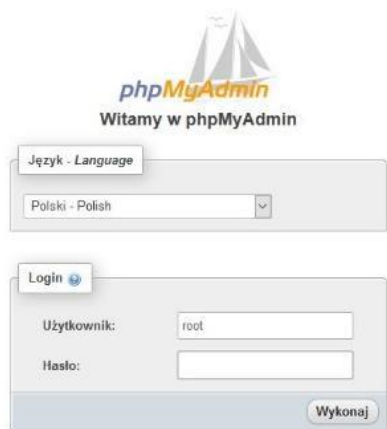 phpMyAdmin
Witamy w phpMyAdmin
Język - Language
Polski - Polish
Login
Użytkownik:
root
Hasło:
Wykonaj